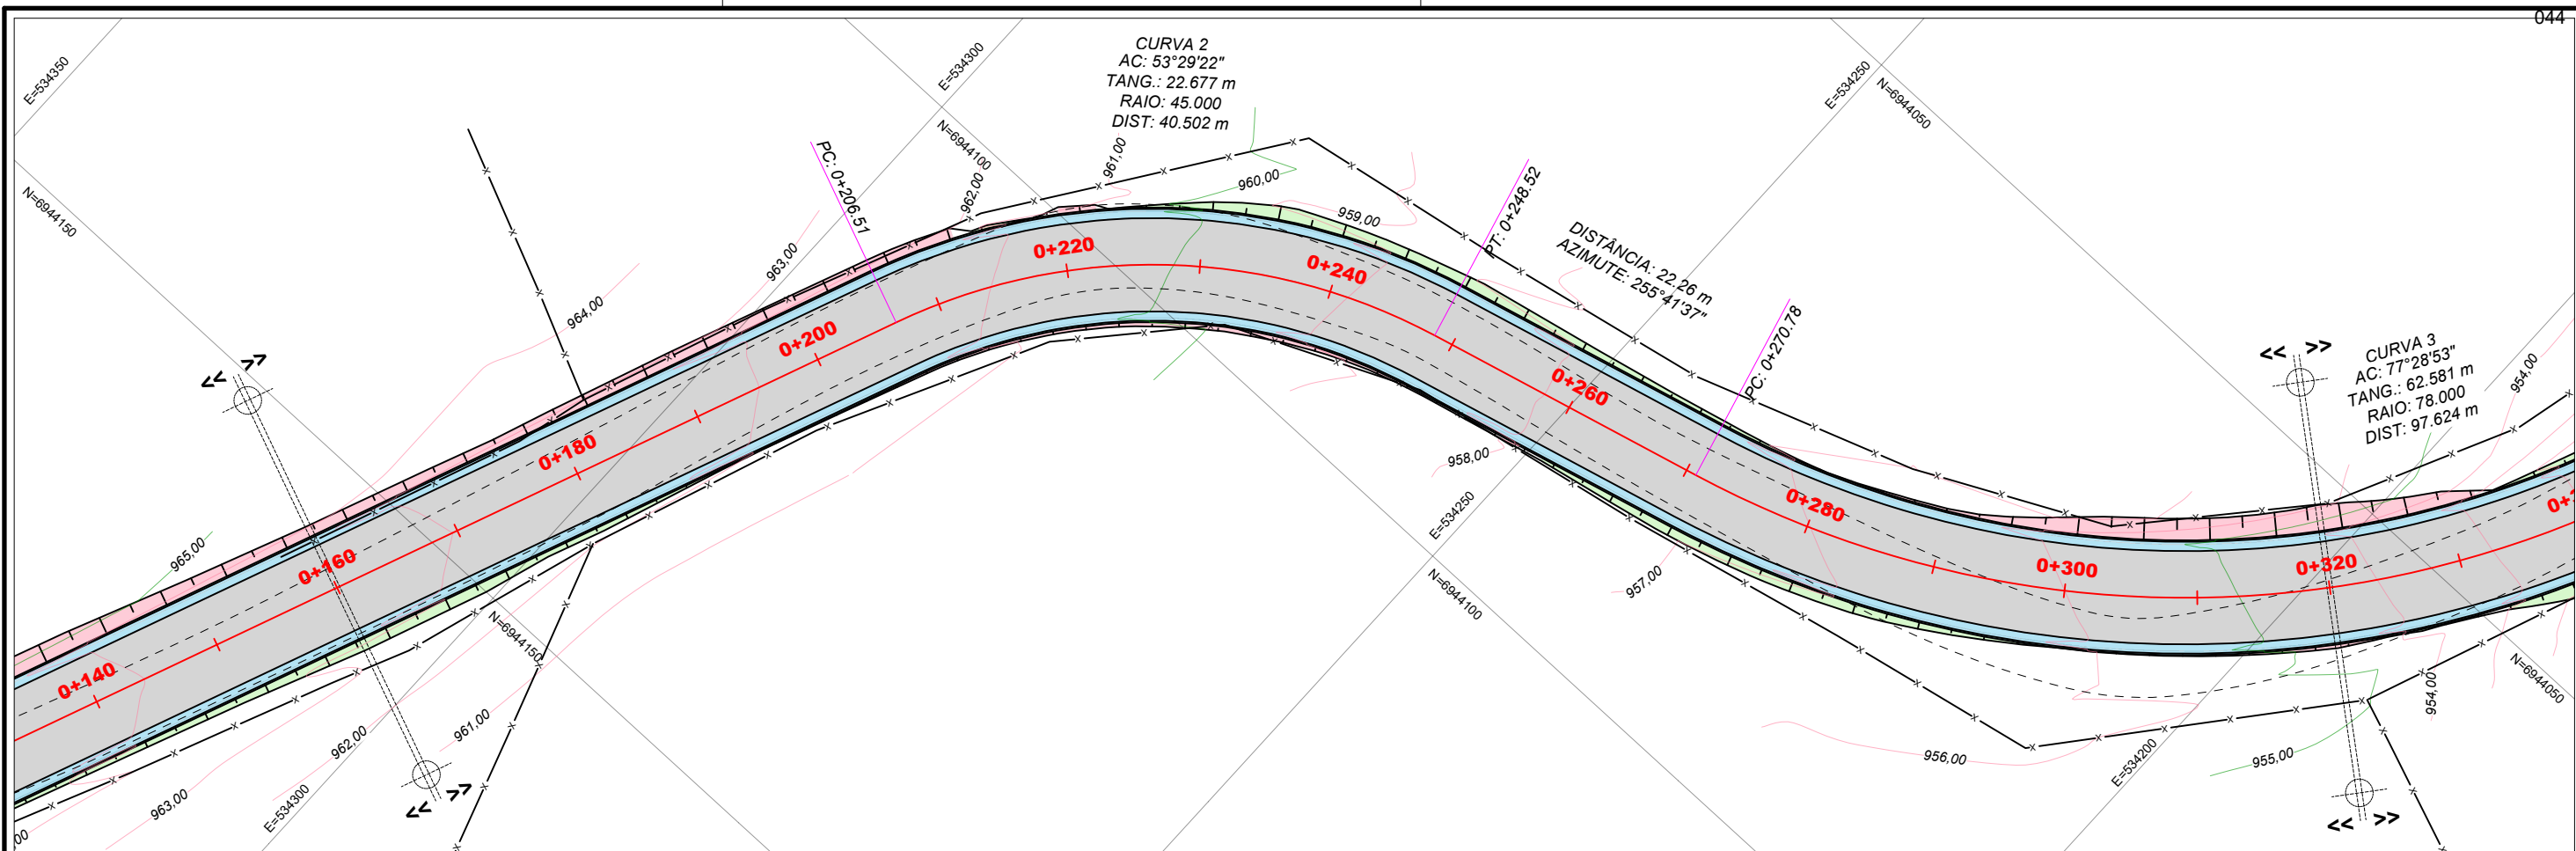 044
E=534350
E=534300
E=534250
N=6944050
N=6944100
N=6944150
CURVA 2
AC: 53°29'22"
TANG.: 22.677 m
RAIO: 45.000
DIST: 40.502 m
PC: 0+206.51
961,00
962,00
963,00
964,00
965,00
960,00
959,00
PT: 0+248.52
DISTÂNCIA: 22.26 m
AZIMUTE: 255°41'37"
PC: 0+270.78
CURVA 3
AC: 77°28'53"
TANG.: 62.581 m
RAIO: 78.000
DIST: 97.624 m
954,00
<< >>
<< >>
0+140
0+160
0+180
0+200
0+220
0+240
0+260
0+280
0+300
0+320
958,00
E=534250
N=6944100
957,00
N=6944150
961,00
962,00
963,00
E=534300
<< >>
956,00
955,00
954,00
E=534200
N=6944050
<< >>